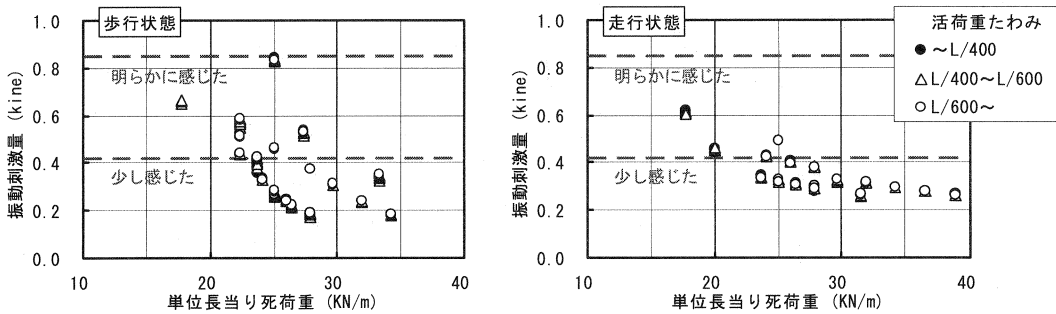 歩行状態
1.0
0.8
0.6
0.4
0.2
0.0
振動刺激量 (kine)
明らかに感じた
少し感じた
10
20
30
40
単位長当り死荷重 (KN/m)
走行状態
1.0
0.8
0.6
0.4
0.2
0.0
振動刺激量 (kine)
明らかに感じた
少し感じた
10
20
30
40
単位長当り死荷重 (KN/m)
活荷重たわみ
～L/400
L/400～L/600
L/600～